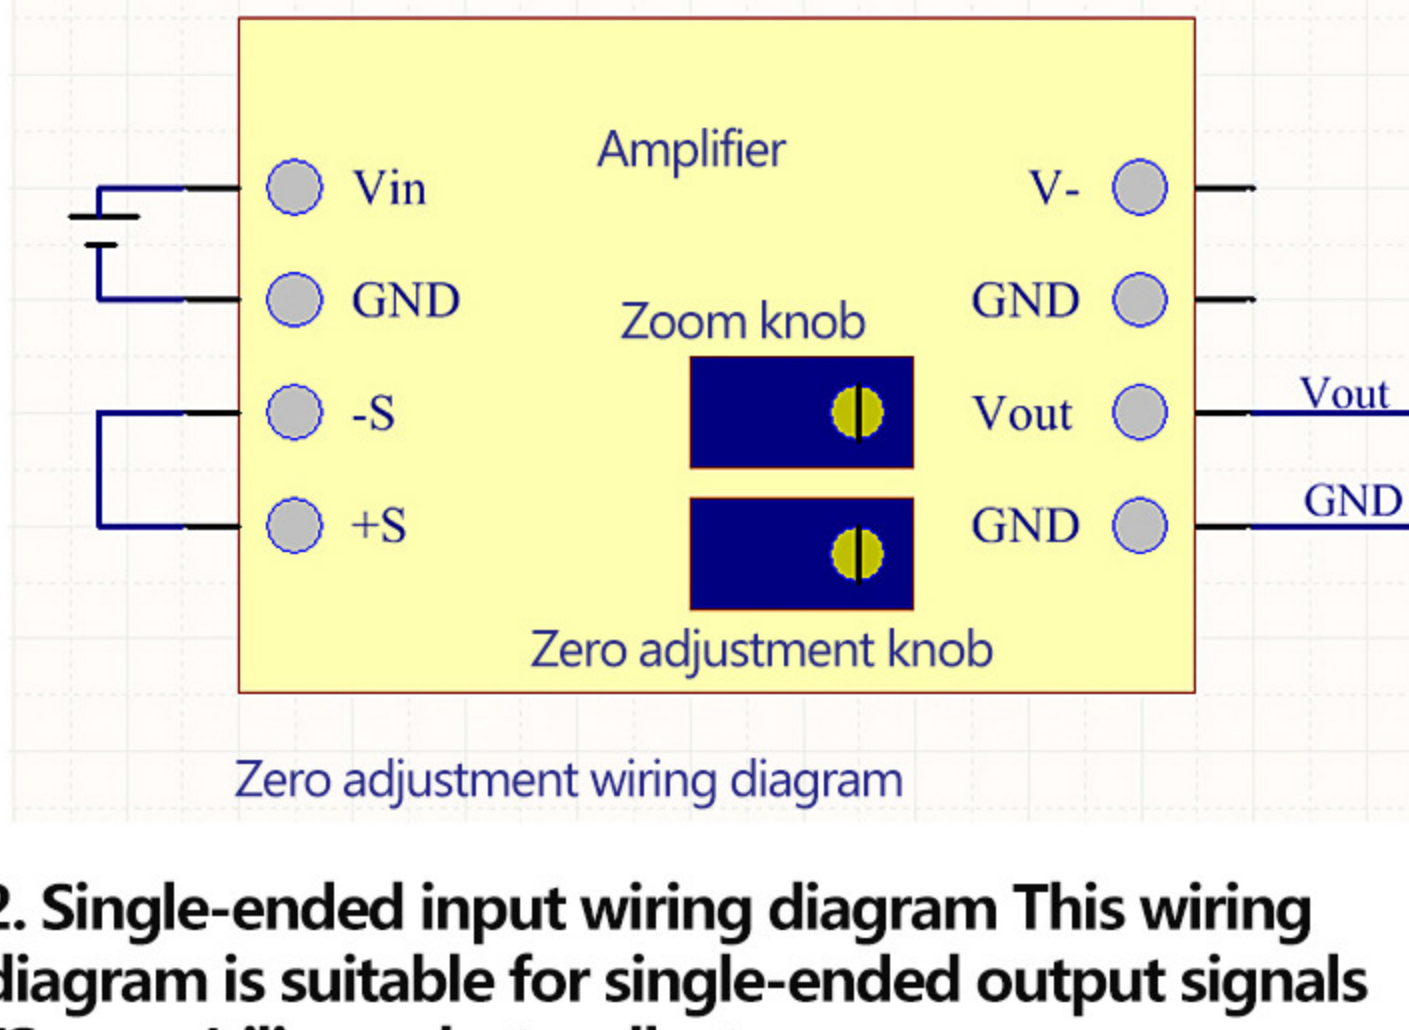 Amplifier
Vin
V-
GND
Zoom knob
GND
-S
Vout
Vout
+S
GND
GND
Zero adjustment knob
Zero adjustment wiring diagram
2. Single-ended input wiring diagram This wiring
diagram is suitable for single-ended output signals